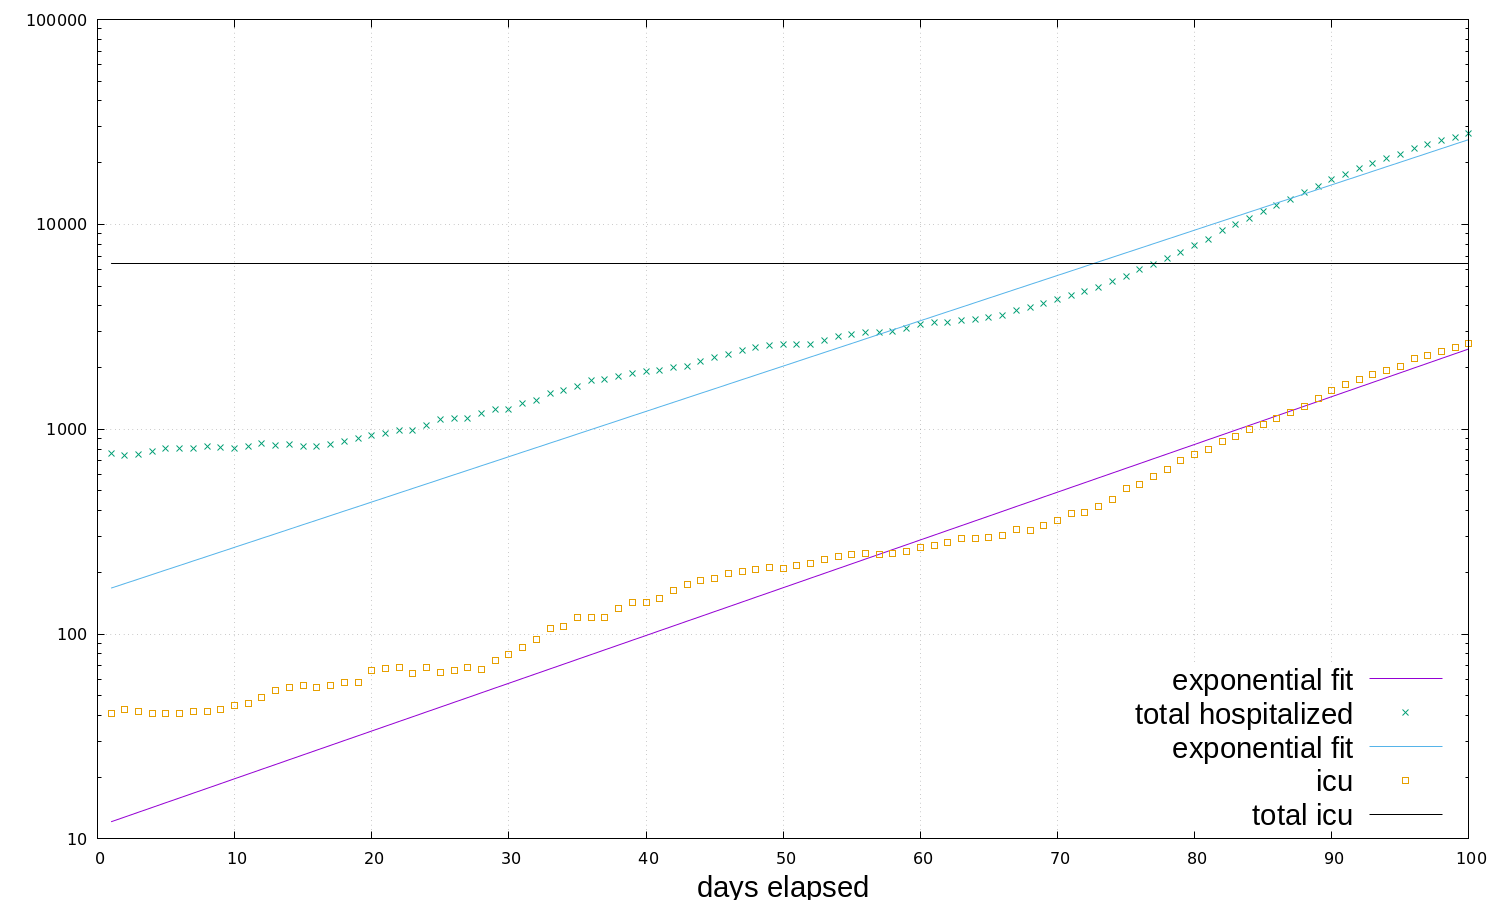 100000
10000
1000
100
10
exponential fit
total hospitalized
exponential fit
icu
total icu
0 10 20 30 40 50 60 70 80 90 100
days elapsed